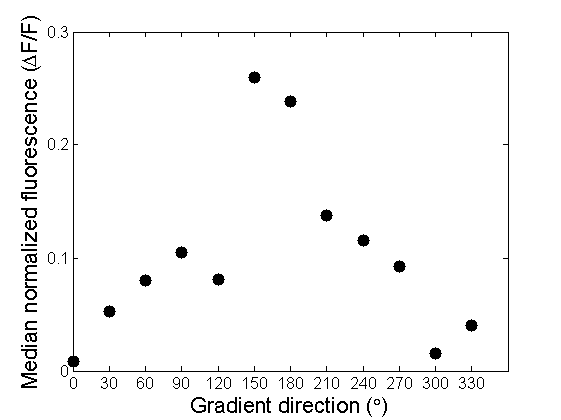 Median normalized fluorescence (ΔF/F)
0.3
0.2
0.1
0
0 30 60 90 120 150 180 210 240 270 300 330
Gradient direction (°)